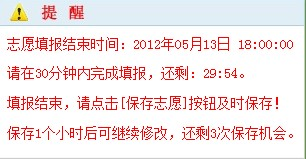 提 醒
志愿填报结束时间：2012年05月13日 18:00:00
请在30分钟内完成填报，还剩：29:54。
填报结束，请点击[保存志愿]按钮及时保存！
保存1个小时后可继续修改，还剩3次保存机会。